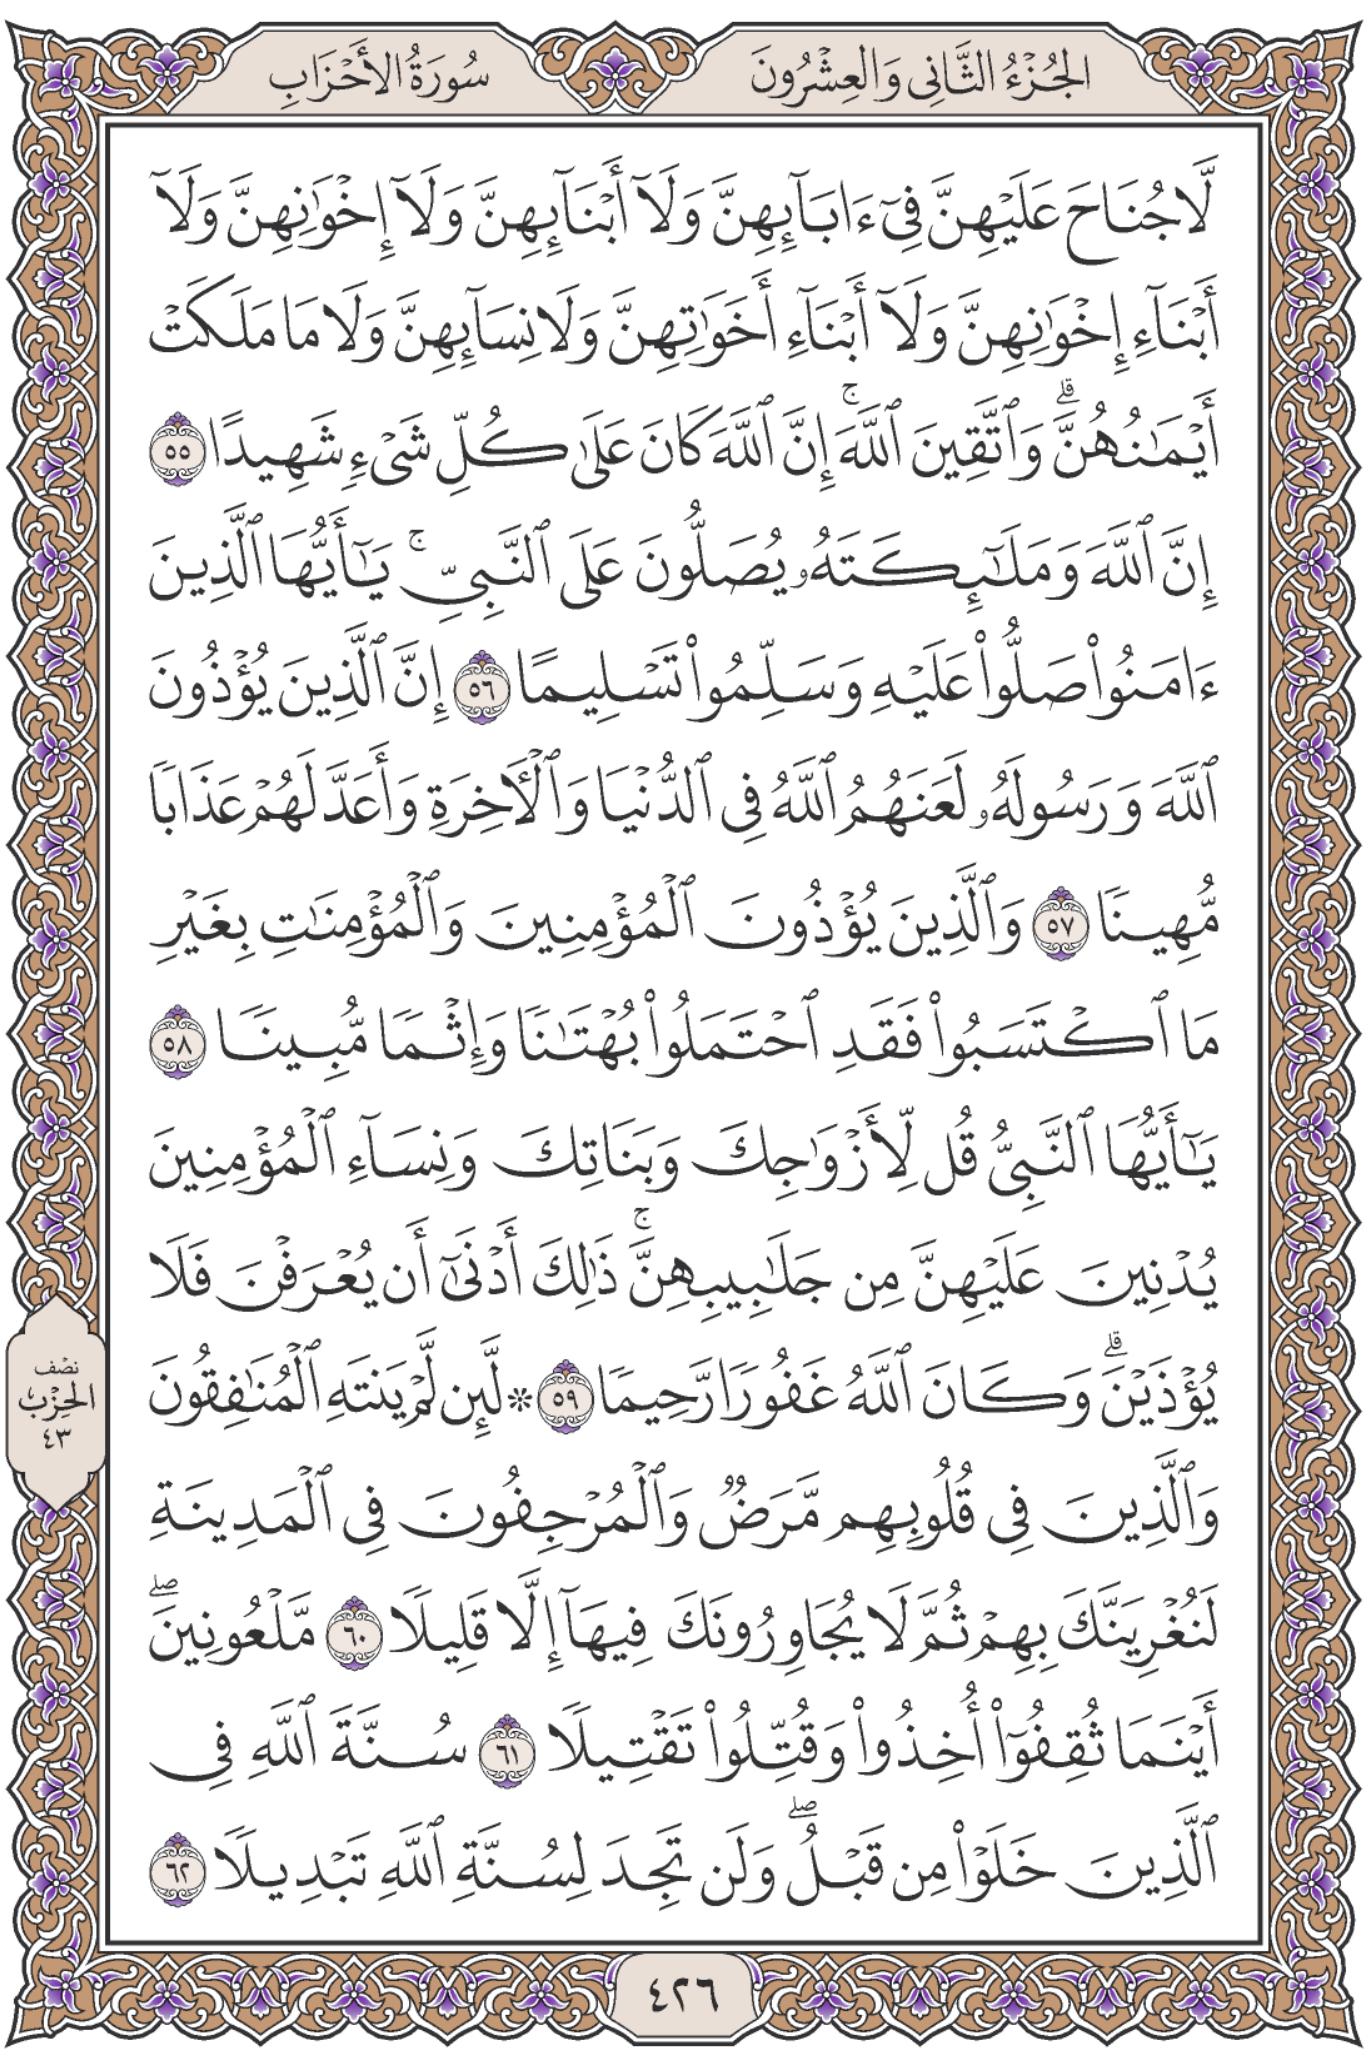 الجُزْءُ الثَّانِي وَالعِشْرُونَ
سُورَةُ الأَحْزَابِ
لَّا جُنَاحَ عَلَيْهِنَّ فِىٓ ءَابَآئِهِنَّ وَلَآ أَبْنَآئِهِنَّ وَلَآ إِخْوَٰنِهِنَّ وَلَآ
أَبْنَآءِ إِخْوَٰنِهِنَّ وَلَآ أَبْنَآءِ أَخَوَٰتِهِنَّ وَلَا نِسَآئِهِنَّ وَلَا مَا مَلَكَتْ
أَيْمَـٰنُهُنَّ ۗ وَٱتَّقِينَ ٱللَّهَ ۚ إِنَّ ٱللَّهَ كَانَ عَلَىٰ كُلِّ شَىْءٍ شَهِيدًا ٥٥
إِنَّ ٱللَّهَ وَمَلَـٰٓئِكَتَهُۥ يُصَلُّونَ عَلَى ٱلنَّبِىِّ ۚ يَـٰٓأَيُّهَا ٱلَّذِينَ
ءَامَنُوا۟ صَلُّوا۟ عَلَيْهِ وَسَلِّمُوا۟ تَسْلِيمًا ٥٦ إِنَّ ٱلَّذِينَ يُؤْذُونَ
ٱللَّهَ وَرَسُولَهُۥ لَعَنَهُمُ ٱللَّهُ فِى ٱلدُّنْيَا وَٱلْـَٔاخِرَةِ وَأَعَدَّ لَهُمْ عَذَابًا
مُّهِينًا ٥٧ وَٱلَّذِينَ يُؤْذُونَ ٱلْمُؤْمِنِينَ وَٱلْمُؤْمِنَـٰتِ بِغَيْرِ
مَا ٱكْتَسَبُوا۟ فَقَدِ ٱحْتَمَلُوا۟ بُهْتَـٰنًا وَإِثْمًا مُّبِينًا ٥٨
يَـٰٓأَيُّهَا ٱلنَّبِىُّ قُل لِّأَزْوَٰجِكَ وَبَنَاتِكَ وَنِسَآءِ ٱلْمُؤْمِنِينَ
يُدْنِينَ عَلَيْهِنَّ مِن جَلَـٰبِيبِهِنَّ ۚ ذَٰلِكَ أَدْنَىٰٓ أَن يُعْرَفْنَ فَلَا
يُؤْذَيْنَ ۗ وَكَانَ ٱللَّهُ غَفُورًا رَّحِيمًا ٥٩ * لَّئِن لَّمْ يَنتَهِ ٱلْمُنَـٰفِقُونَ
وَٱلَّذِينَ فِى قُلُوبِهِم مَّرَضٌ وَٱلْمُرْجِفُونَ فِى ٱلْمَدِينَةِ
لَنُغْرِيَنَّكَ بِهِمْ ثُمَّ لَا يُجَاوِرُونَكَ فِيهَآ إِلَّا قَلِيلًا ٦٠ مَّلْعُونِينَ ۖ
أَيْنَمَا ثُقِفُوٓا۟ أُخِذُوا۟ وَقُتِّلُوا۟ تَقْتِيلًا ٦١ سُنَّةَ ٱللَّهِ فِى
ٱلَّذِينَ خَلَوْا۟ مِن قَبْلُ ۖ وَلَن تَجِدَ لِسُنَّةِ ٱللَّهِ تَبْدِيلًا ٦٢
نصف
الحزب
٤٣
٤٢٦